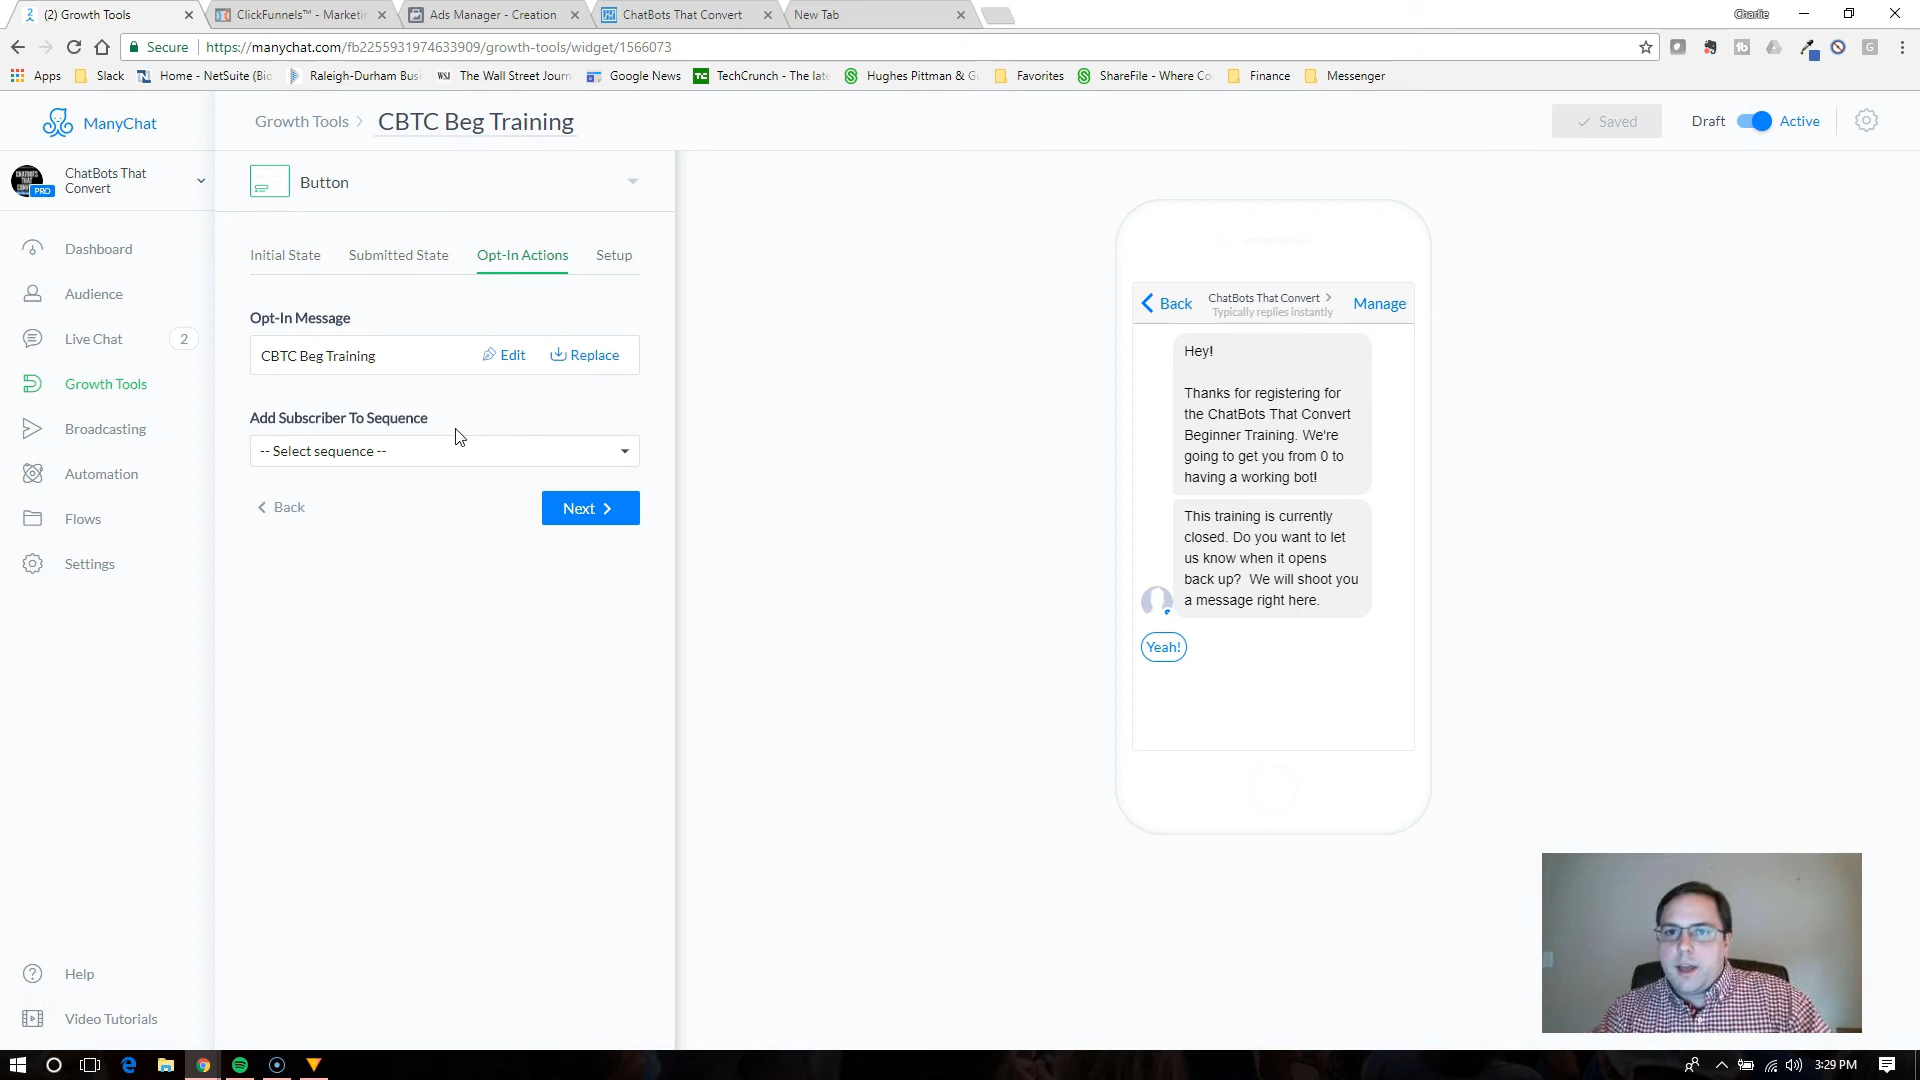 (2) Growth Tools
ClickFunnels™ - Marketin
Ads Manager - Creation
ChatBots That Convert
New Tab
Charlie
Secure
https://manychat.com/fb2255931974633909/growth-tools/widget/1566073
Apps
Slack
Home - NetSuite (Bio
Raleigh-Durham Busi
WSJ
The Wall Street Journ
Google News
TC
TechCrunch - The late
Hughes Pittman & G
Favorites
ShareFile - Where Co
Finance
Messenger
ManyChat
Growth Tools >
CBTC Beg Training
Saved
Draft
Active
CHATBOTS
THAT
PRO
ChatBots That
Convert
Button
Dashboard
Audience
Live Chat
2
Growth Tools
Broadcasting
Automation
Flows
Settings
Help
Video Tutorials
Initial State
Submitted State
Opt-In Actions
Setup
Opt-In Message
CBTC Beg Training
Edit
Replace
Add Subscriber To Sequence
-- Select sequence --
Back
Next
Back
ChatBots That Convert
Typically replies instantly
Manage
Hey!
Thanks for registering for
the ChatBots That Convert
Beginner Training. We're
going to get you from 0 to
having a working bot!
This training is currently
closed. Do you want to let
us know when it opens
back up?  We will shoot you
a message right here.
Yeah!
3:29 PM